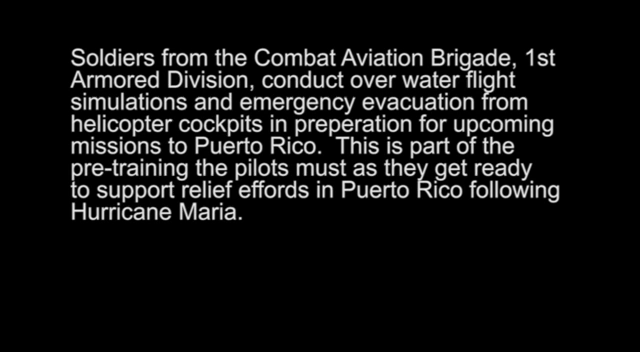 Soldiers from the Combat Aviation Brigade, 1st
Armored Division, conduct over water flight
simulations and emergency evacuation from
helicopter cockpits in preperation for upcoming
missions to Puerto Rico.  This is part of the
pre-training the pilots must as they get ready
to support relief effords in Puerto Rico following
Hurricane Maria.